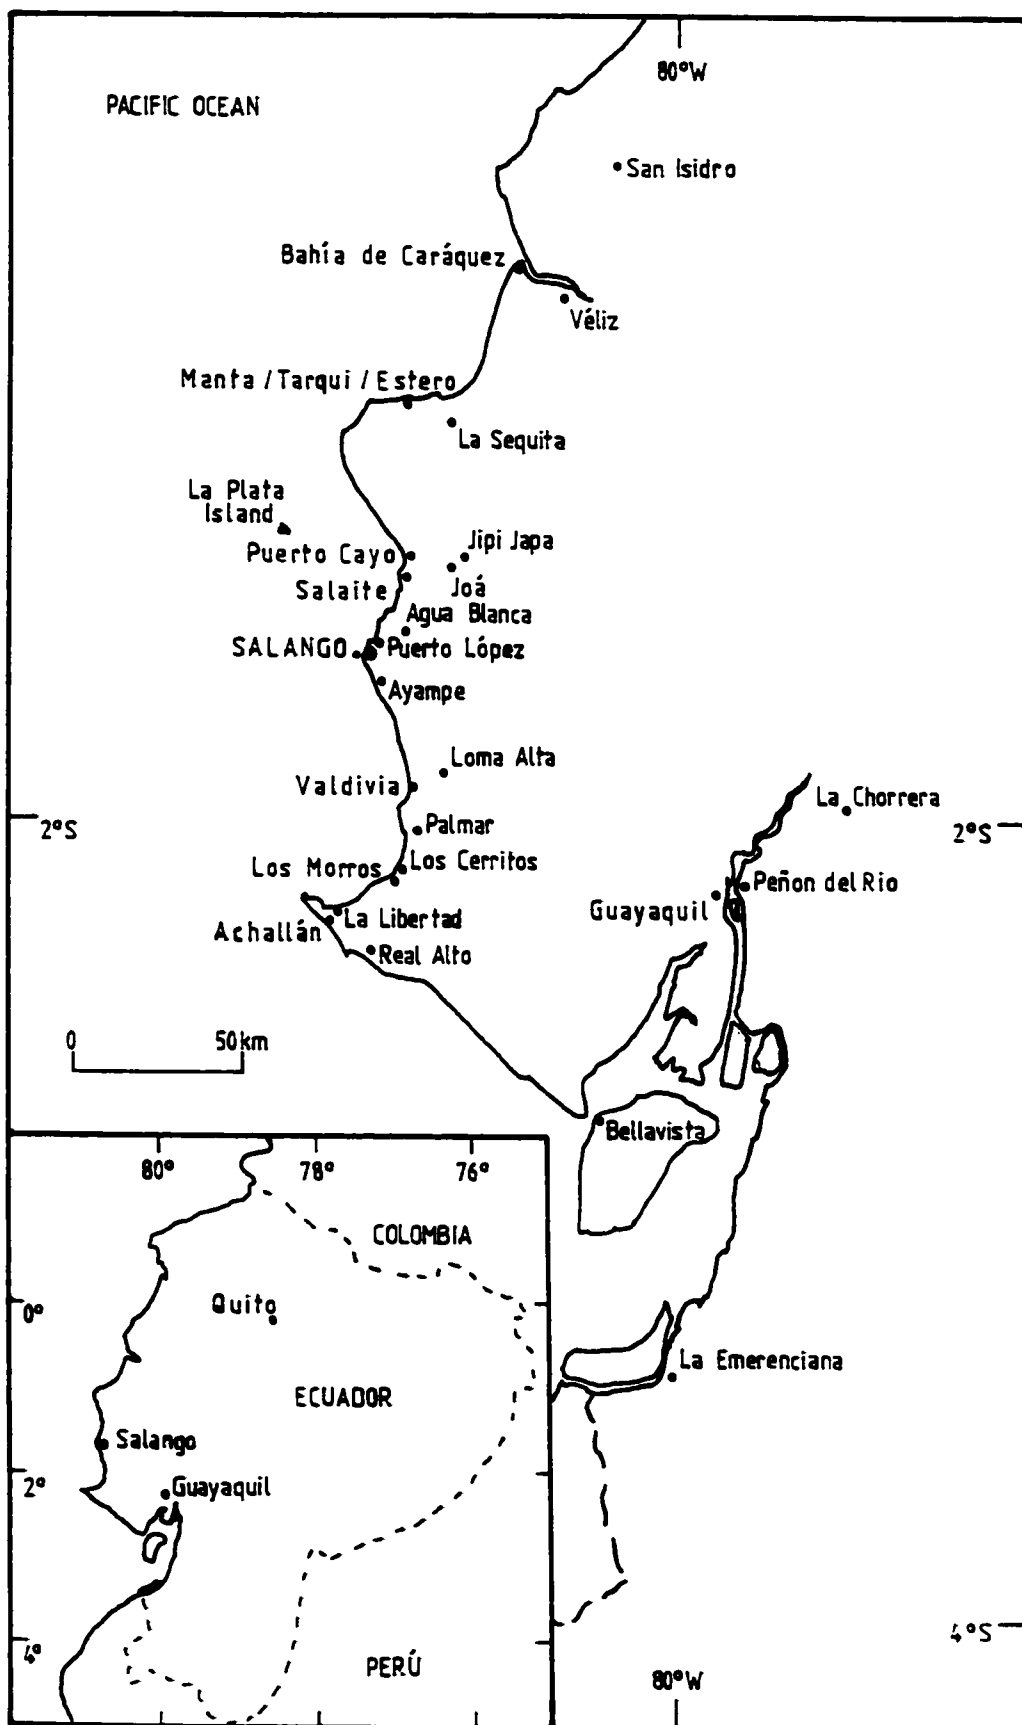 80°W
PACIFIC OCEAN
San Isidro
Bahía de Caráquez
Véliz
Manta / Tarqui / Estero
La Sequita
La Plata
Island
Jipi Japa
Puerto Cayo
Joá
Salaite
Agua Blanca
SALANGO
Puerto López
Ayampe
Loma Alta
Valdivia
La Chorrera
2°S
Palmar
2°S
Los Cerritos
Los Morros
Peñon del Rio
Guayaquil
La Libertad
Achallán
Real Alto
0 50km
Bellavista
80° 78° 76°
COLOMBIA
0°
Quito
La Emerenciana
ECUADOR
Salango
2°
Guayaquil
4°
4°S
PERÚ
80°W